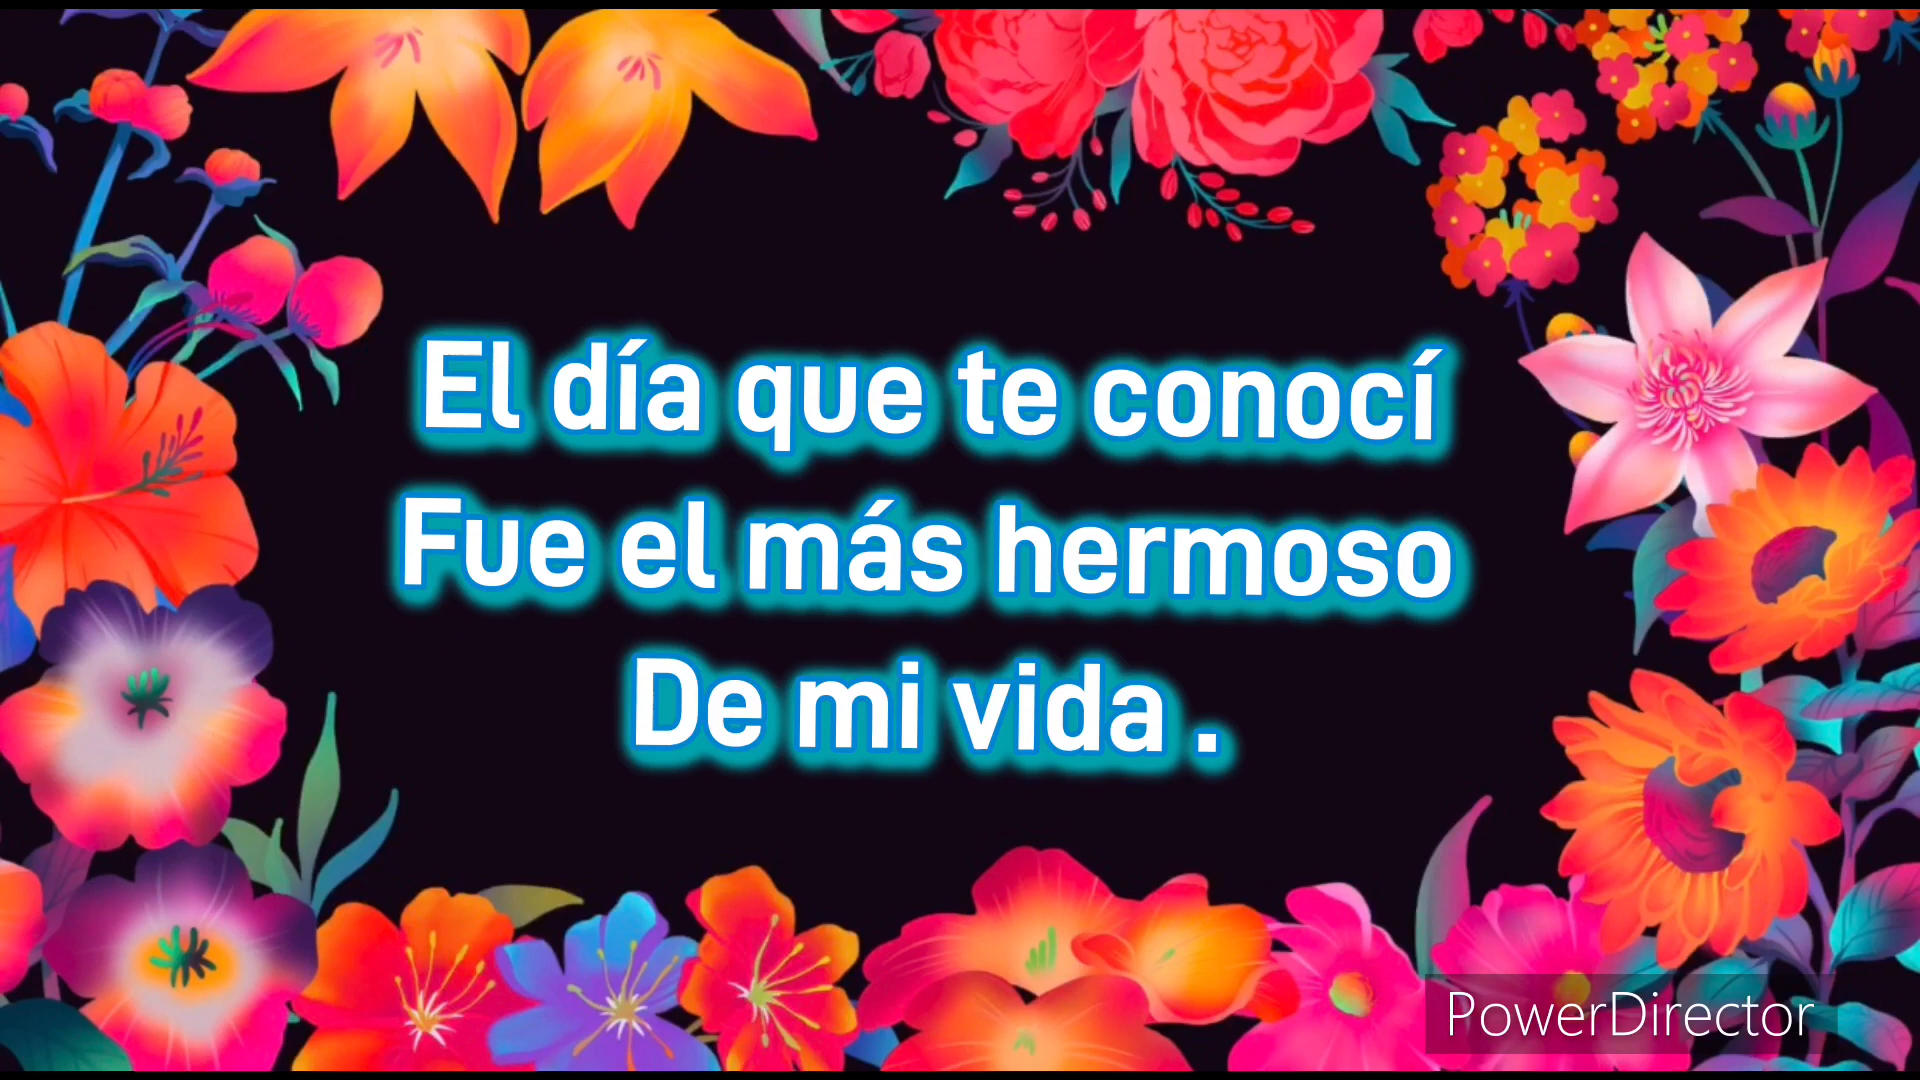 El día que te conocí
Fue el más hermoso
De mi vida .
PowerDirector